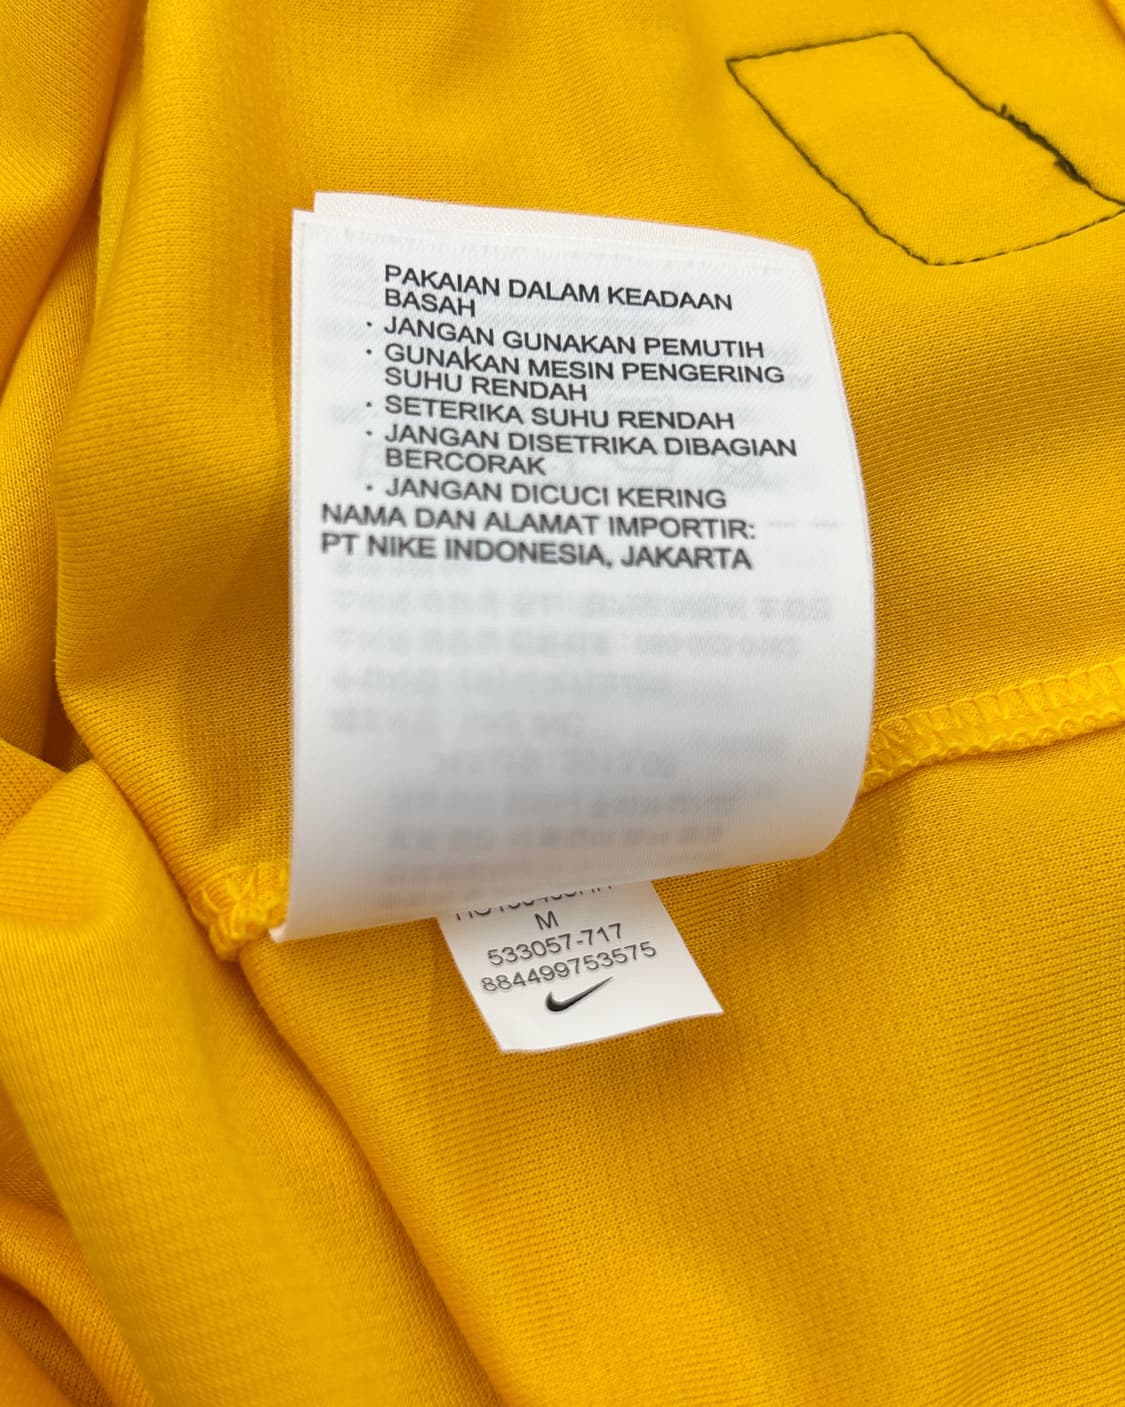 PAKAIAN DALAM KEADAAN
BASAH
· JANGAN GUNAKAN PEMUTIH
· GUNAKAN MESIN PENGERING
SUHU RENDAH
· SETERIKA SUHU RENDAH
· JANGAN DISETRIKA DIBAGIAN
BERCORAK
· JANGAN DICUCI KERING
NAMA DAN ALAMAT IMPORTIR:
PT NIKE INDONESIA, JAKARTA
M
533057-717
884499753575